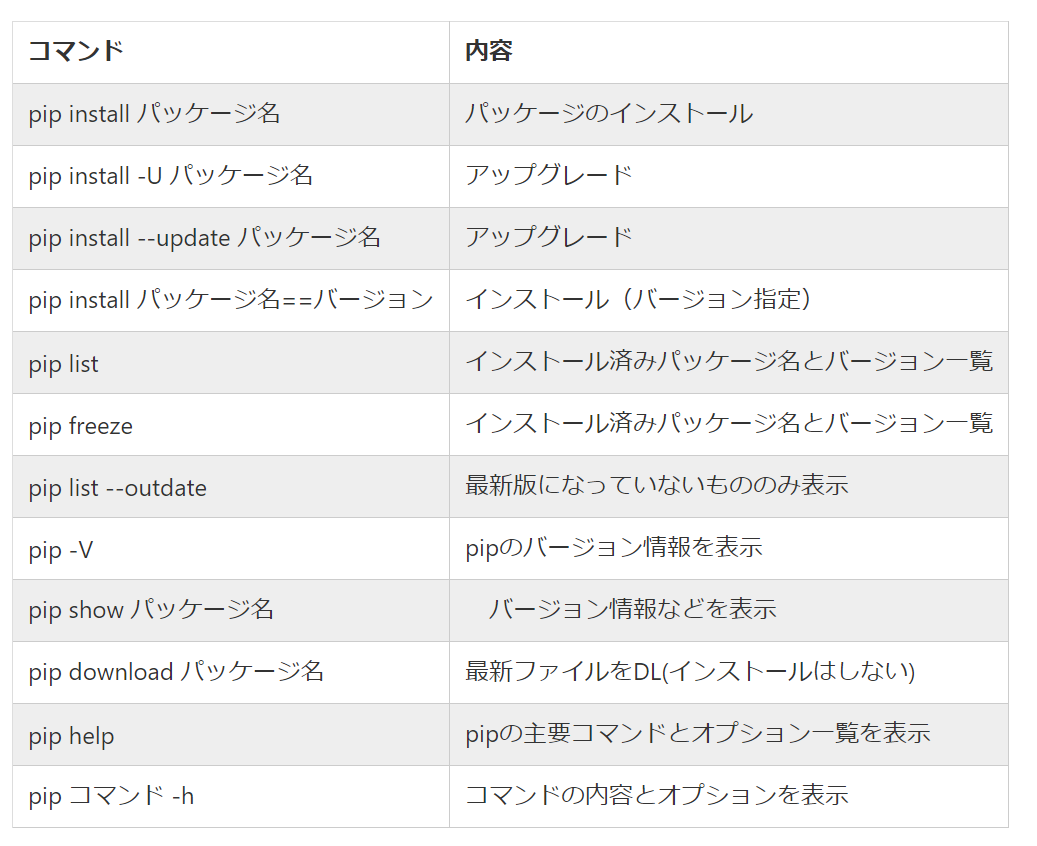 コマンド 内容
pip install パッケージ名 パッケージのインストール
pip install -U パッケージ名 アップグレード
pip install --update パッケージ名 アップグレード
pip install パッケージ名==バージョン インストール（バージョン指定）
pip list インストール済みパッケージ名とバージョン一覧
pip freeze インストール済みパッケージ名とバージョン一覧
pip list --outdate 最新版になっていないもののみ表示
pip -V pipのバージョン情報を表示
pip show パッケージ名 バージョン情報などを表示
pip download パッケージ名 最新ファイルをDL(インストールはしない)
pip help pipの主要コマンドとオプション一覧を表示
pip コマンド -h コマンドの内容とオプションを表示